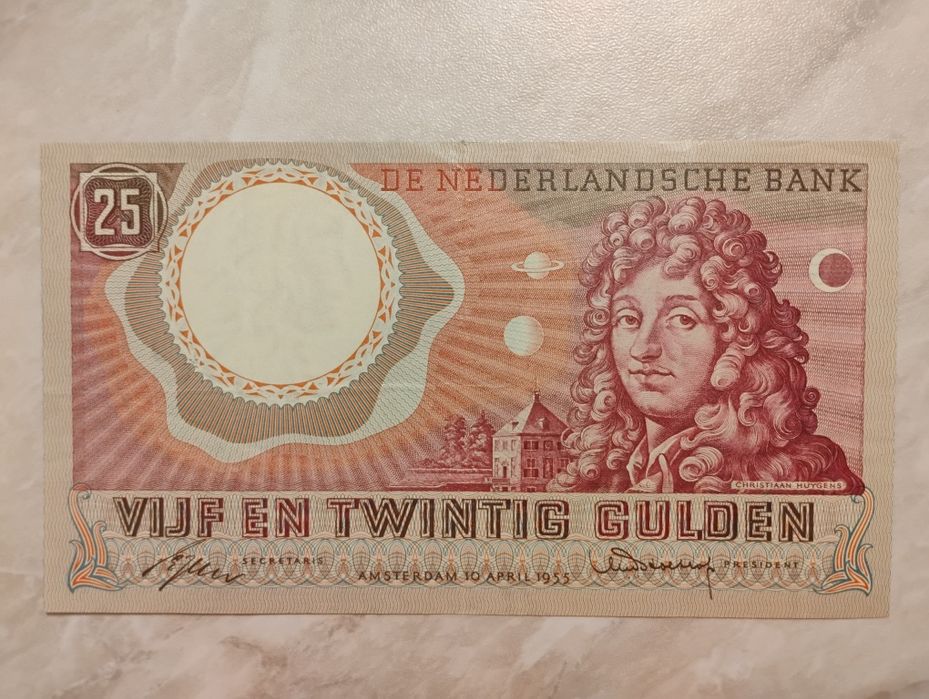 25
DE NEDERLANDSCHE BANK
CHRISTIAAN HUYGENS
VIJF EN TWINTIG GULDEN
SECRETARIS
AMSTERDAM 10 APRIL 1955
PRESIDENT